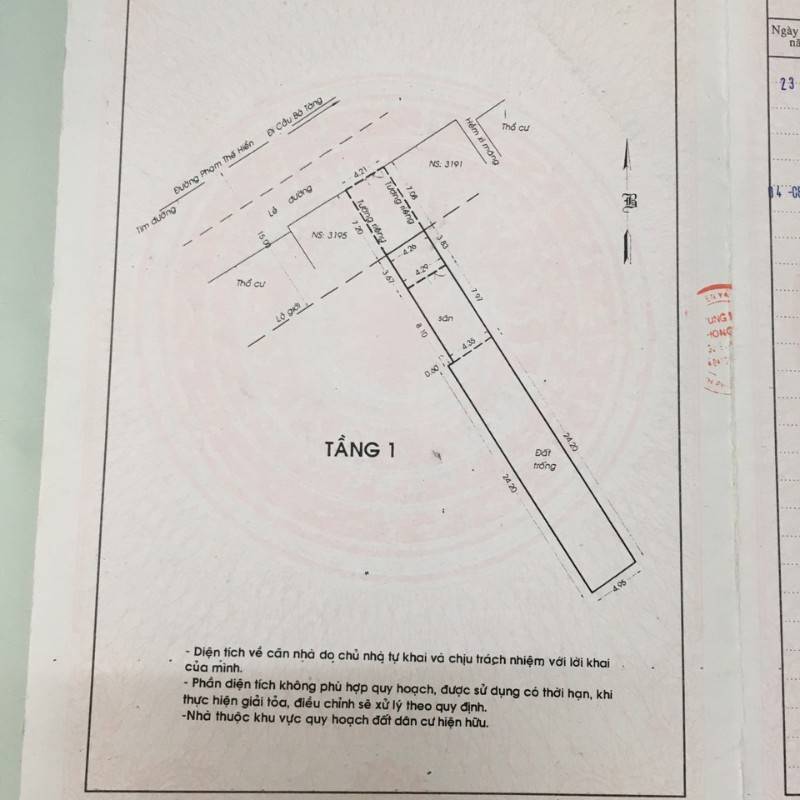 Ngày
nă
23
04 -C8
Tim đường
Đường Phạm Thế Hiển
Đi Cầu Bà Tàng
Lề đường
Hẻm xi măng
Thổ cư
NS: 3191
4.21
7.08
Tường riêng
Tường riêng
7.20
NS: 3195
15.00
Thổ cư
Lộ giới
B
4.26
3.83
4.29
3.67
7.97
sân
8.10
4.35
0.60
TẦNG 1
24.20
Đất
trống
24.20
4.95
- Diện tích về căn nhà do chủ nhà tự khai và chịu trách nhiệm với lời khai
của mình.
- Phần diện tích không phù hợp quy hoạch, được sử dụng có thời hạn, khi
thực hiện giải tỏa, điều chỉnh sẽ xử lý theo quy định.
-Nhà thuộc khu vực quy hoạch đất dân cư hiện hữu.